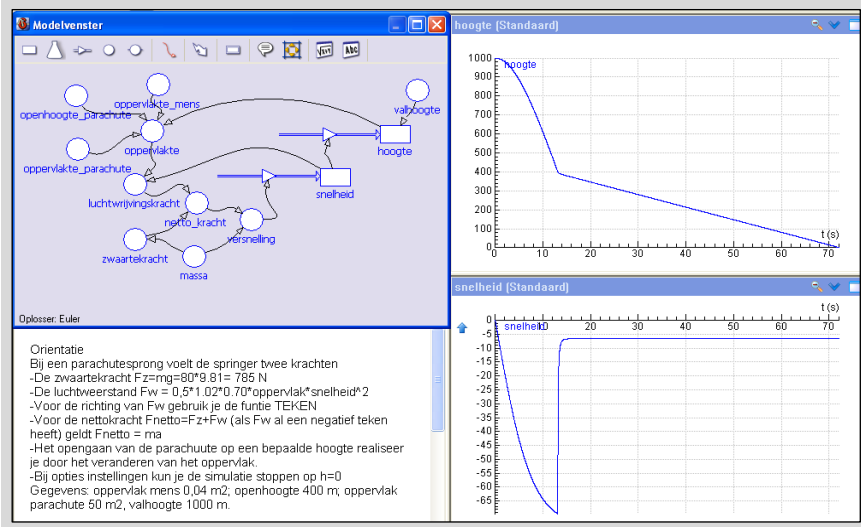 Modelvenster
Text Abc
openhoogte_parachute
oppervlakte_mens
valhoogte
oppervlakte
hoogte
oppervlakte_parachute
snelheid
luchtwrijvingskracht
netto_kracht
versnelling
zwaartekracht
massa
Oplosser: Euler
Orientatie
Bij een parachutesprong voelt de springer twee krachten
-De zwaartekracht Fz=mg=80*9.81= 785 N
-De luchtweerstand Fw = 0,5*1.02*0.70*oppervlak*snelheid^2
-Voor de richting van Fw gebruik je de funtie TEKEN
-Voor de nettokracht Fnetto=Fz+Fw (als Fw al een negatief teken
heeft) geldt Fnetto = ma
-Het opengaan van de parachuute op een bepaalde hoogte realiseer
je door het veranderen van het oppervlak.
-Bij opties instellingen kun je de simulatie stoppen op h=0
Gegevens: oppervlak mens 0,04 m2; openhoogte 400 m; oppervlak
parachute 50 m2, valhoogte 1000 m.
hoogte (Standaard)
1000
hoogte
900
800
700
600
500
400
300
200
100
t (s)
0
0 10 20 30 40 50 60 70
snelheid (Standaard)
t (s)
0
snelheid 10 20 30 40 50 60 70
-5
-10
-15
-20
-25
-30
-35
-40
-45
-50
-55
-60
-65